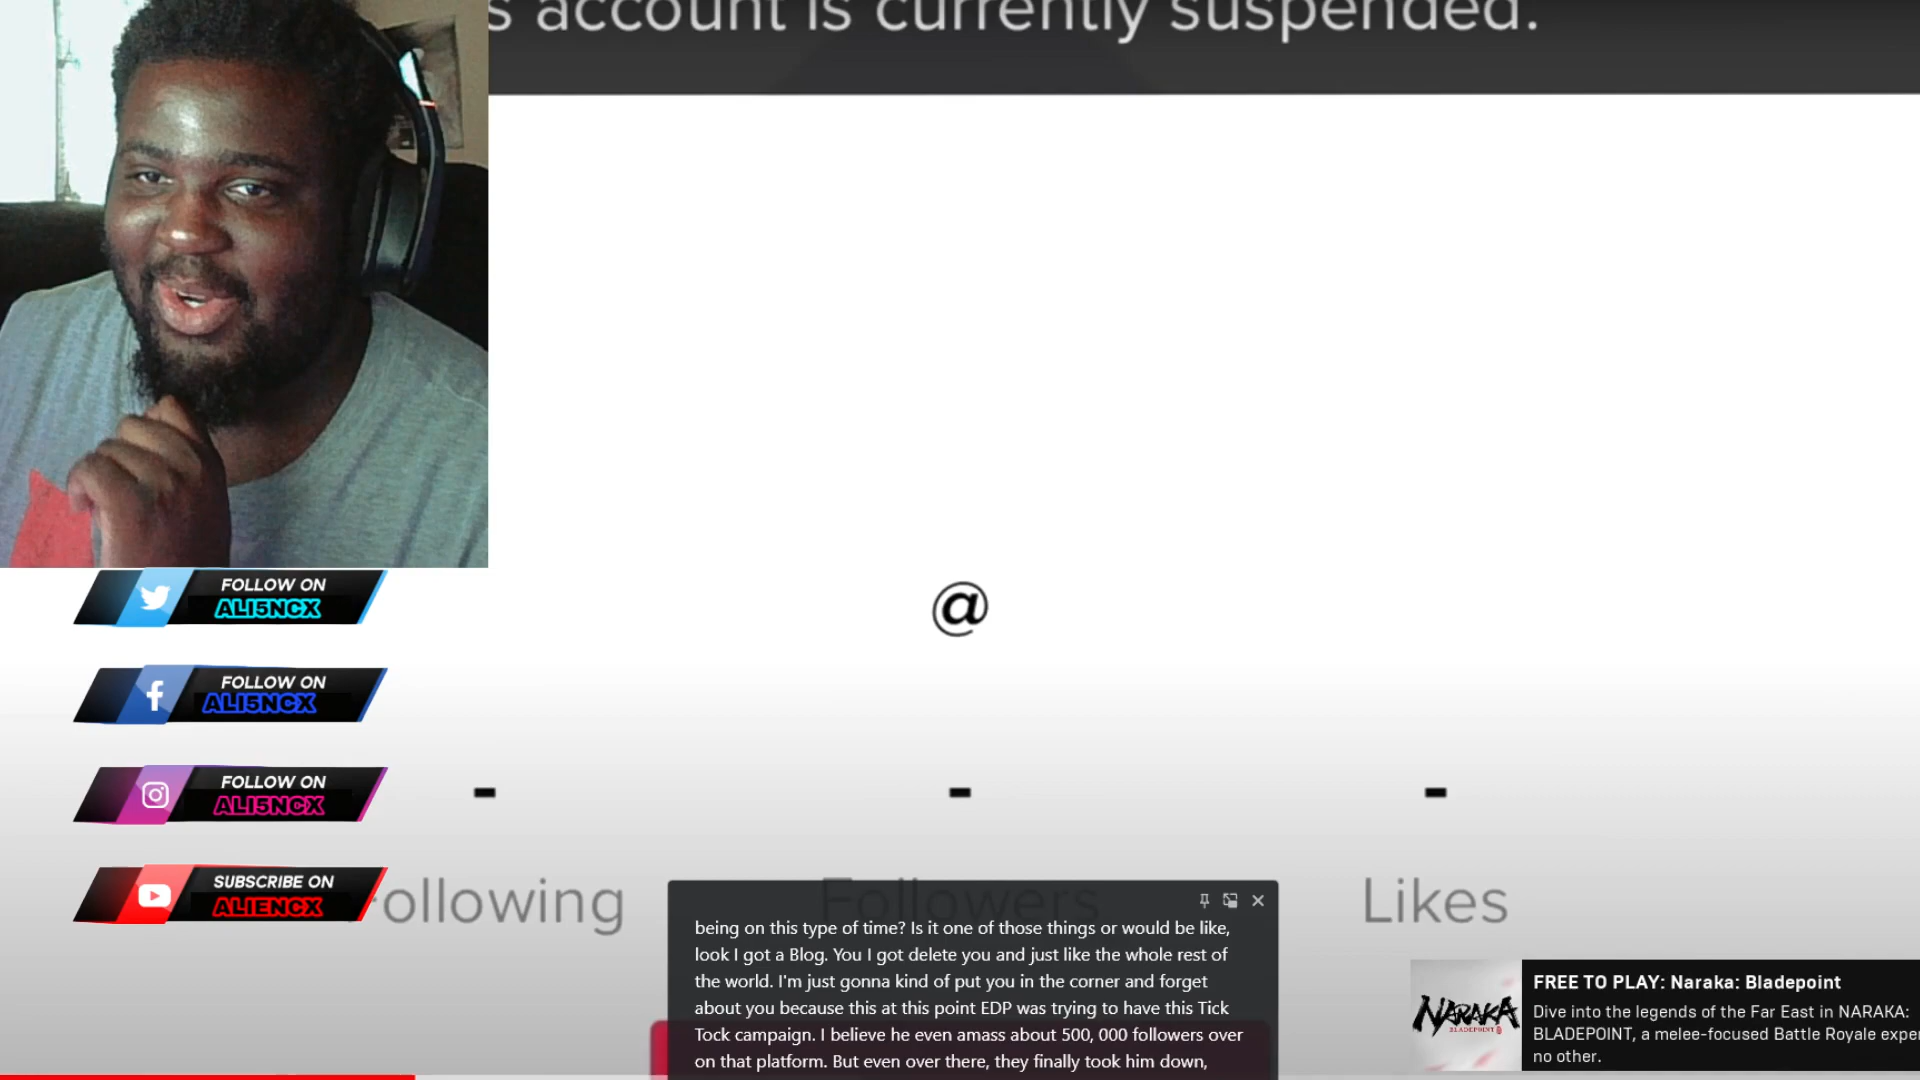 s account is currently suspended.
FOLLOW ON
ALI5NCX
@
FOLLOW ON
ALI5NCX
FOLLOW ON
ALI5NCX
- - -
SUBSCRIBE ON
ALIENCX
ollowing Followers Likes
being on this type of time? Is it one of those things or would be like,
look I got a Blog. You I got delete you and just like the whole rest of
the world. I'm just gonna kind of put you in the corner and forget
about you because this at this point EDP was trying to have this Tick
Tock campaign. I believe he even amass about 500, 000 followers over
on that platform. But even over there, they finally took him down,
NARAKA
BLADEPOINT
FREE TO PLAY: Naraka: Bladepoint
Dive into the legends of the Far East in NARAKA:
BLADEPOINT, a melee-focused Battle Royale expe
no other.